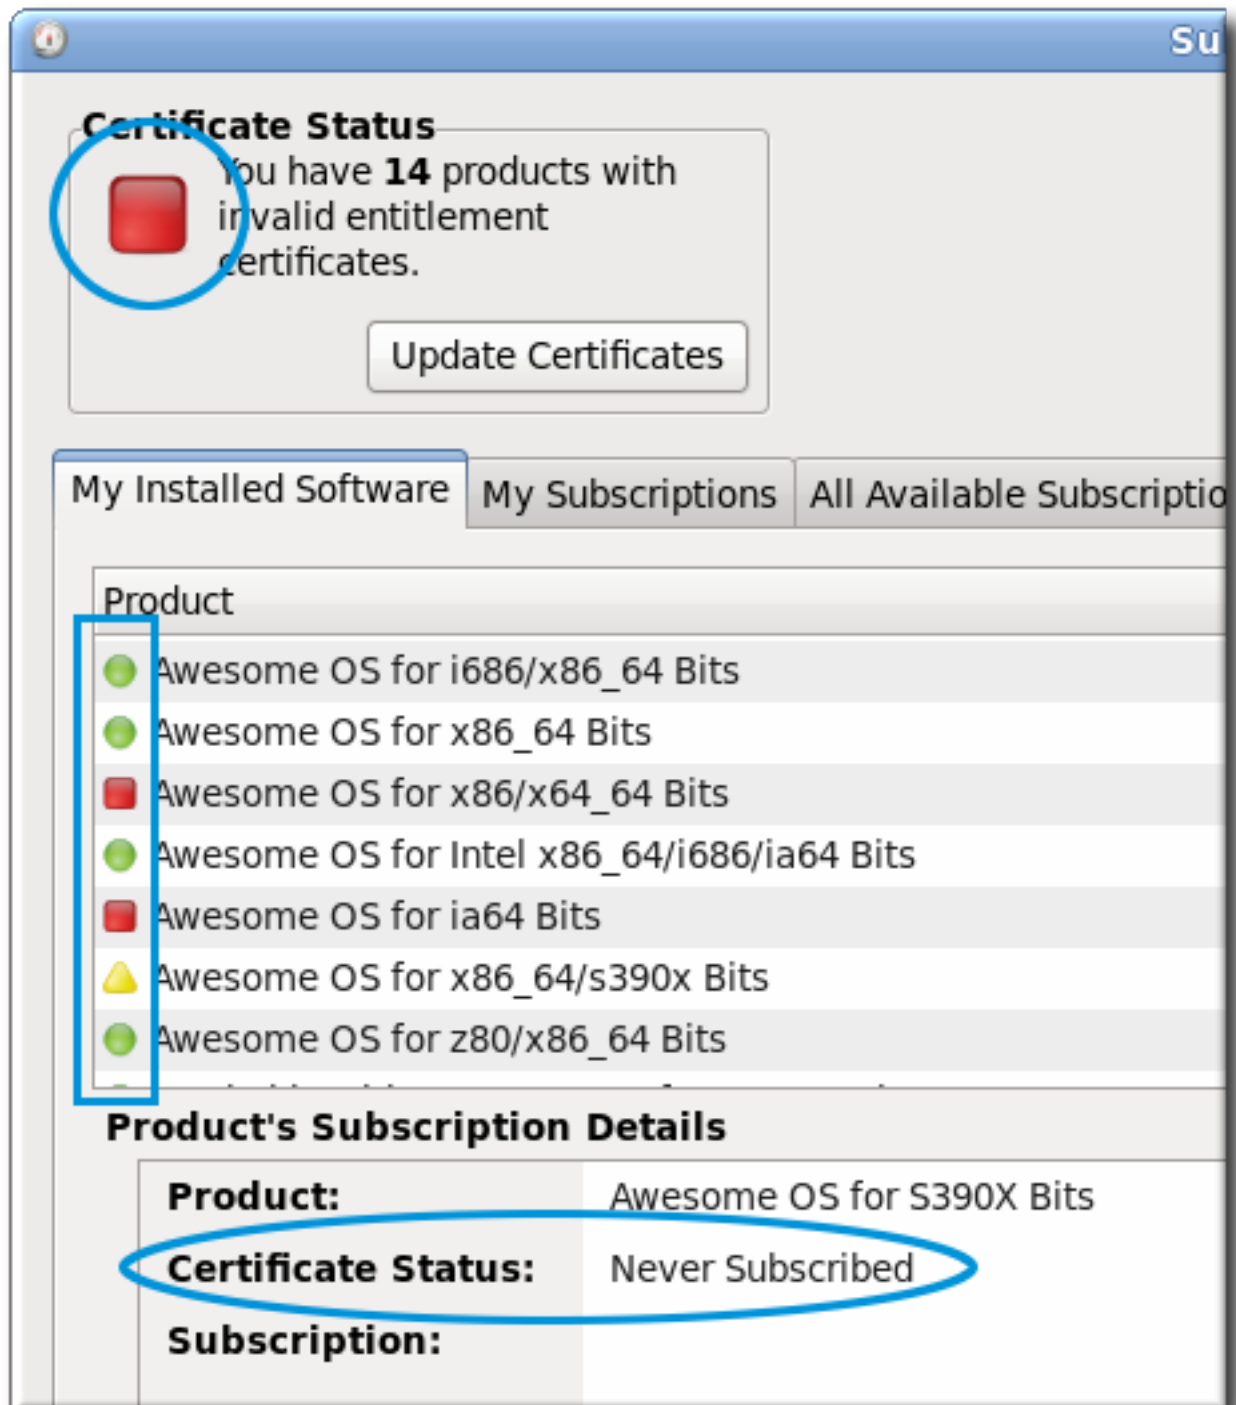 Su
Certificate Status
You have 14 products with
invalid entitlement
certificates.
Update Certificates
My Installed Software My Subscriptions All Available Subscriptio
Product
Awesome OS for i686/x86_64 Bits
Awesome OS for x86_64 Bits
Awesome OS for x86/x64_64 Bits
Awesome OS for Intel x86_64/i686/ia64 Bits
Awesome OS for ia64 Bits
Awesome OS for x86_64/s390x Bits
Awesome OS for z80/x86_64 Bits
Product's Subscription Details
Product: Awesome OS for S390X Bits
Certificate Status: Never Subscribed
Subscription: